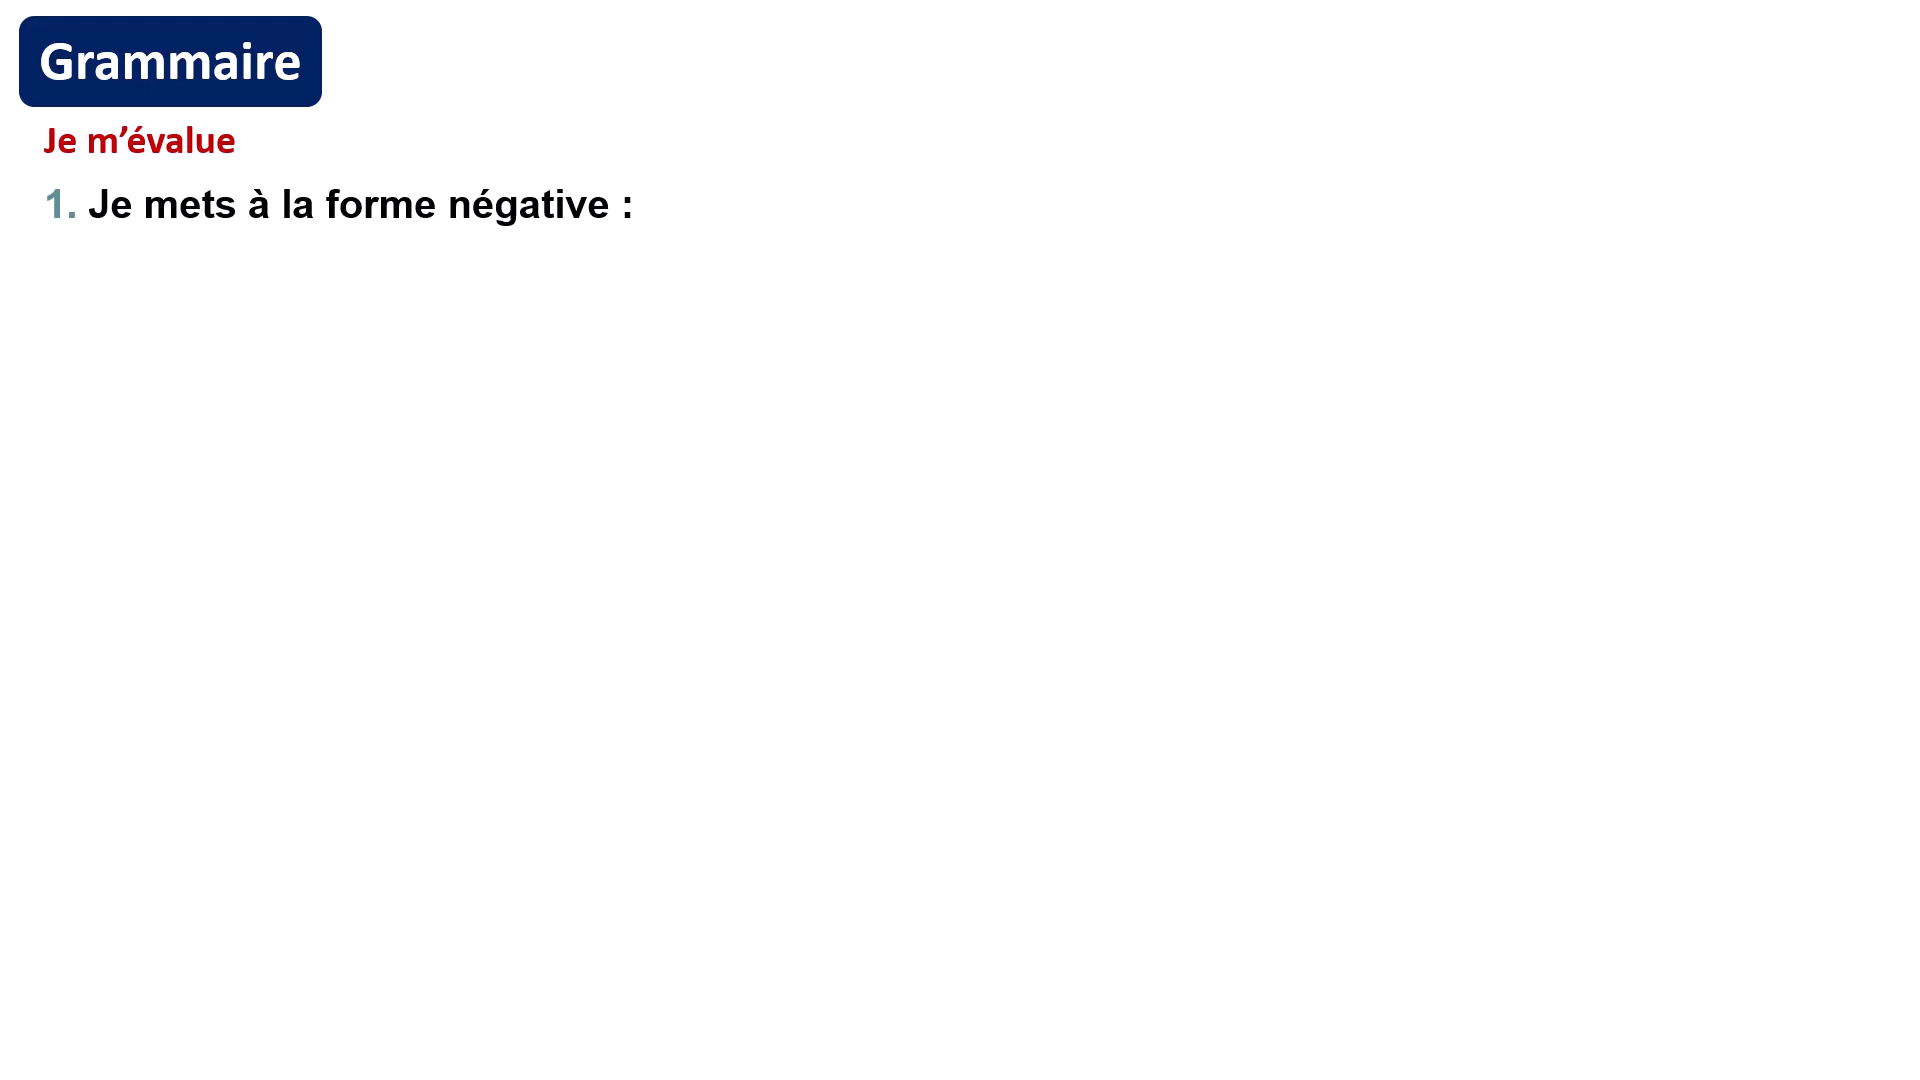 Grammaire
Je m’évalue
1. Je mets à la forme négative :